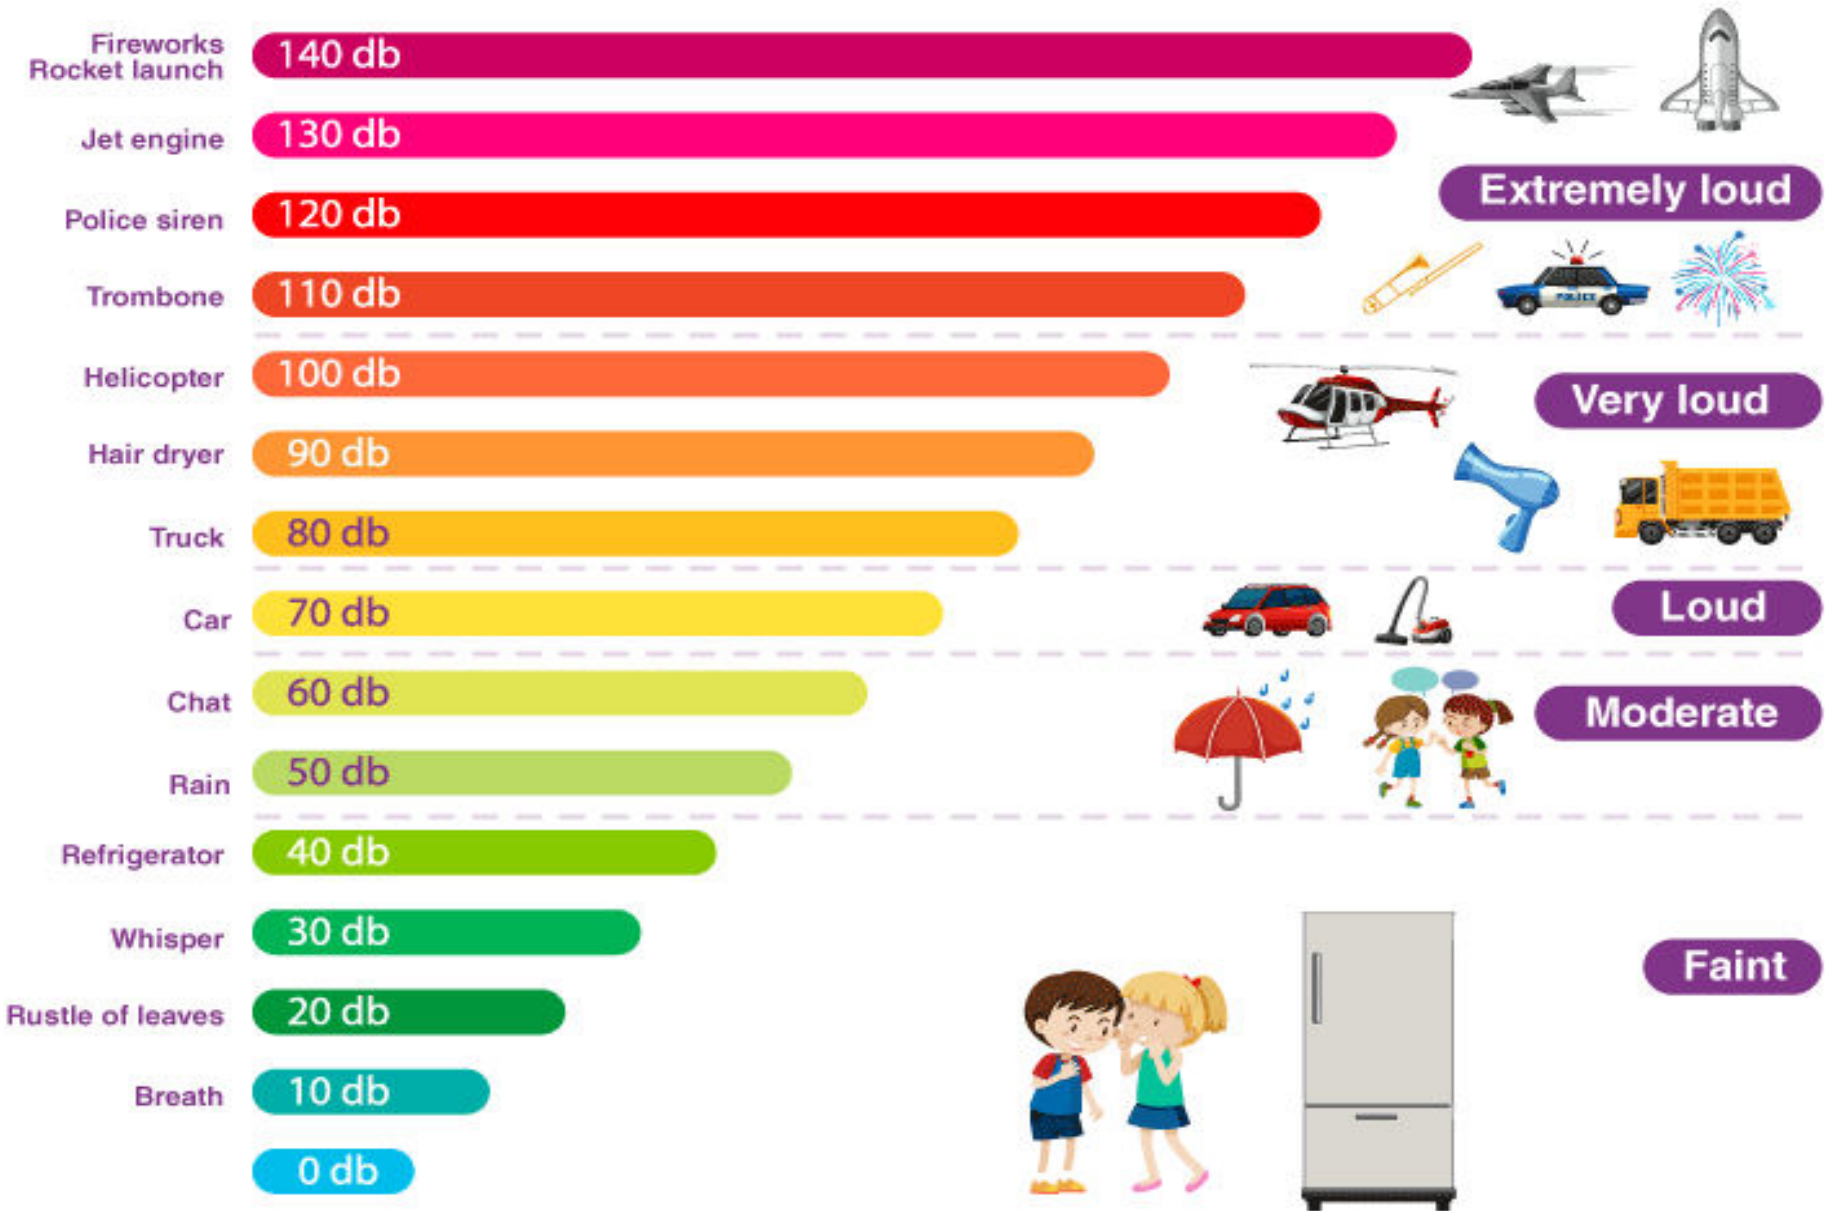 Fireworks
Rocket launch
140 db
Jet engine
130 db
Extremely loud
Police siren
120 db
Trombone
110 db
POLICE
Helicopter
100 db
Very loud
Hair dryer
90 db
Truck
80 db
Car
70 db
Loud
Chat
60 db
Moderate
Rain
50 db
Refrigerator
40 db
Whisper
30 db
Faint
Rustle of leaves
20 db
Breath
10 db
0 db